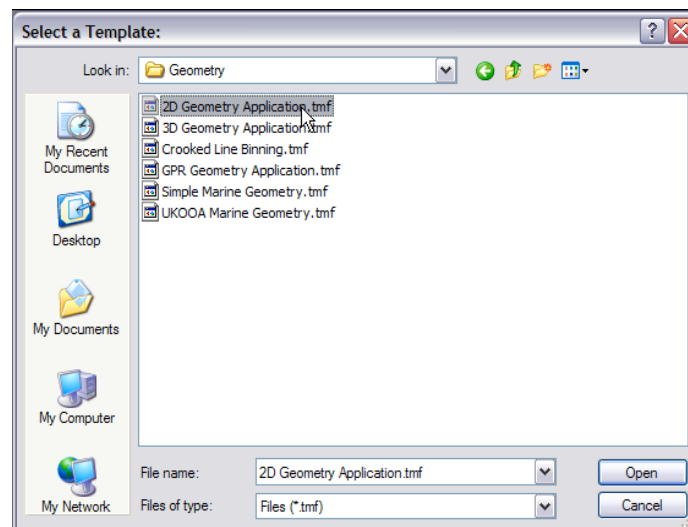 Select a Template:
Look in: Geometry
My Recent Documents
Desktop
My Documents
My Computer
My Network
2D Geometry Application.tmf
3D Geometry Application.tmf
Crooked Line Binning.tmf
GPR Geometry Application.tmf
Simple Marine Geometry.tmf
UKOOA Marine Geometry.tmf
File name: 2D Geometry Application.tmf Open
Files of type: Files (*.tmf) Cancel